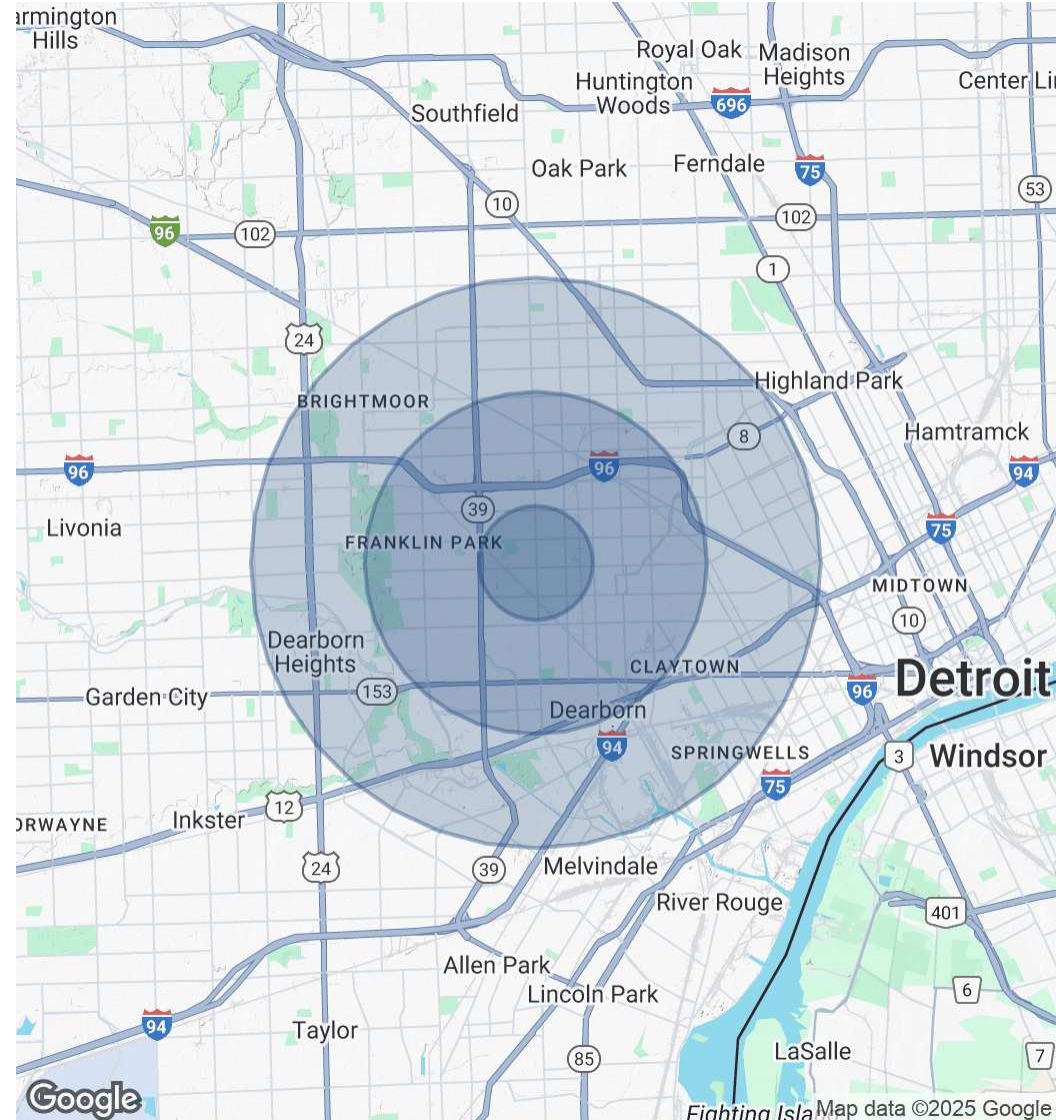 armington
Hills
Royal Oak
Madison
Heights
Huntington
Woods
696
Center Li
Southfield
Oak Park
Ferndale
75
53
10
96
102
102
1
24
BRIGHTMOOR
Highland Park
8
Hamtramck
96
96
94
39
75
Livonia
FRANKLIN PARK
MIDTOWN
10
Dearborn
Heights
CLAYTOWN
Detroit
153
96
Garden City
Dearborn
94
SPRINGWELLS
3
Windsor
75
12
ORWAYNE
Inkster
24
39
Melvindale
River Rouge
401
Allen Park
Lincoln Park
6
94
Taylor
85
LaSalle
7
Google
Fighting Isla
Map data ©2025 Google